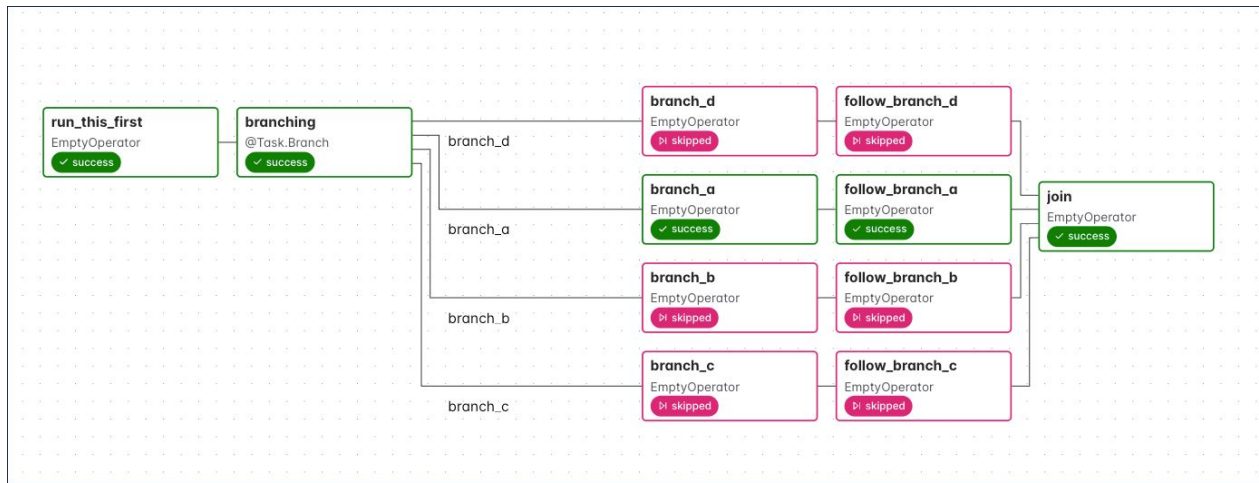 run_this_first
EmptyOperator
success
branching
@Task.Branch
success
branch_d
branch_a
branch_b
branch_c
branch_d
EmptyOperator
skipped
follow_branch_d
EmptyOperator
skipped
branch_a
EmptyOperator
success
follow_branch_a
EmptyOperator
success
branch_b
EmptyOperator
skipped
follow_branch_b
EmptyOperator
skipped
branch_c
EmptyOperator
skipped
follow_branch_c
EmptyOperator
skipped
join
EmptyOperator
success